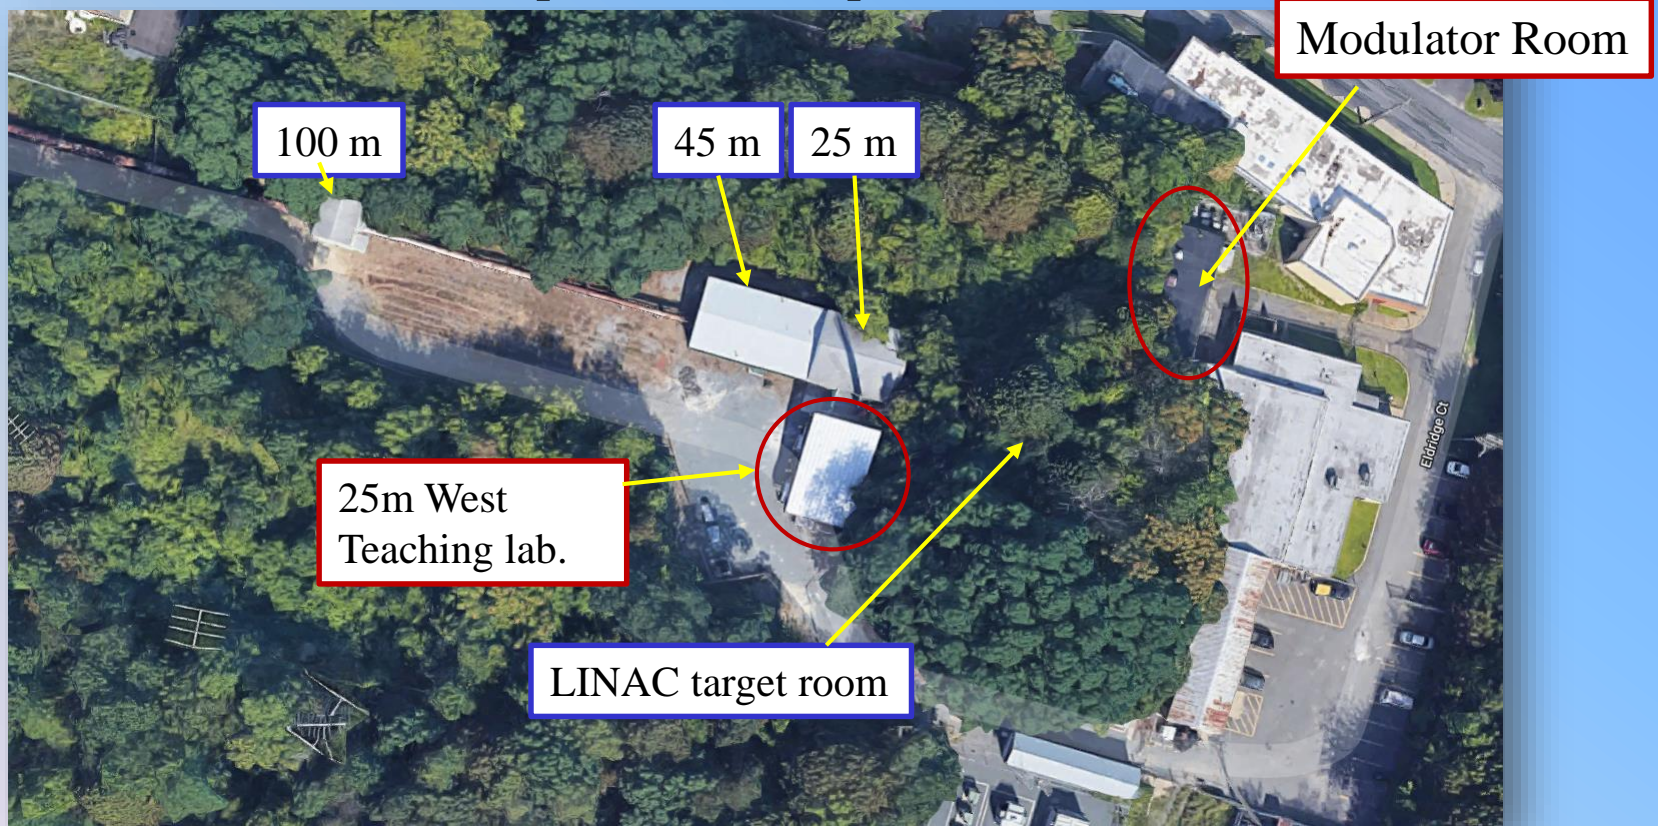 Modulator Room
100 m
45 m
25 m
Eldridge Ct
25m West
Teaching lab.
LINAC target room